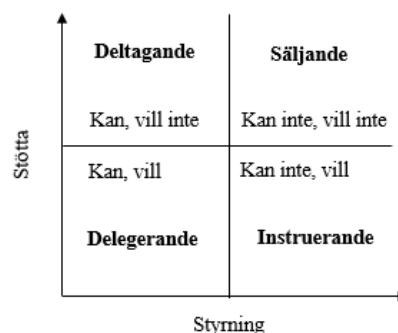 Deltagande
Säljande
Kan, vill inte
Kan inte, vill inte
Stötta
Kan, vill
Kan inte, vill
Delegerande
Instruerande
Styrning